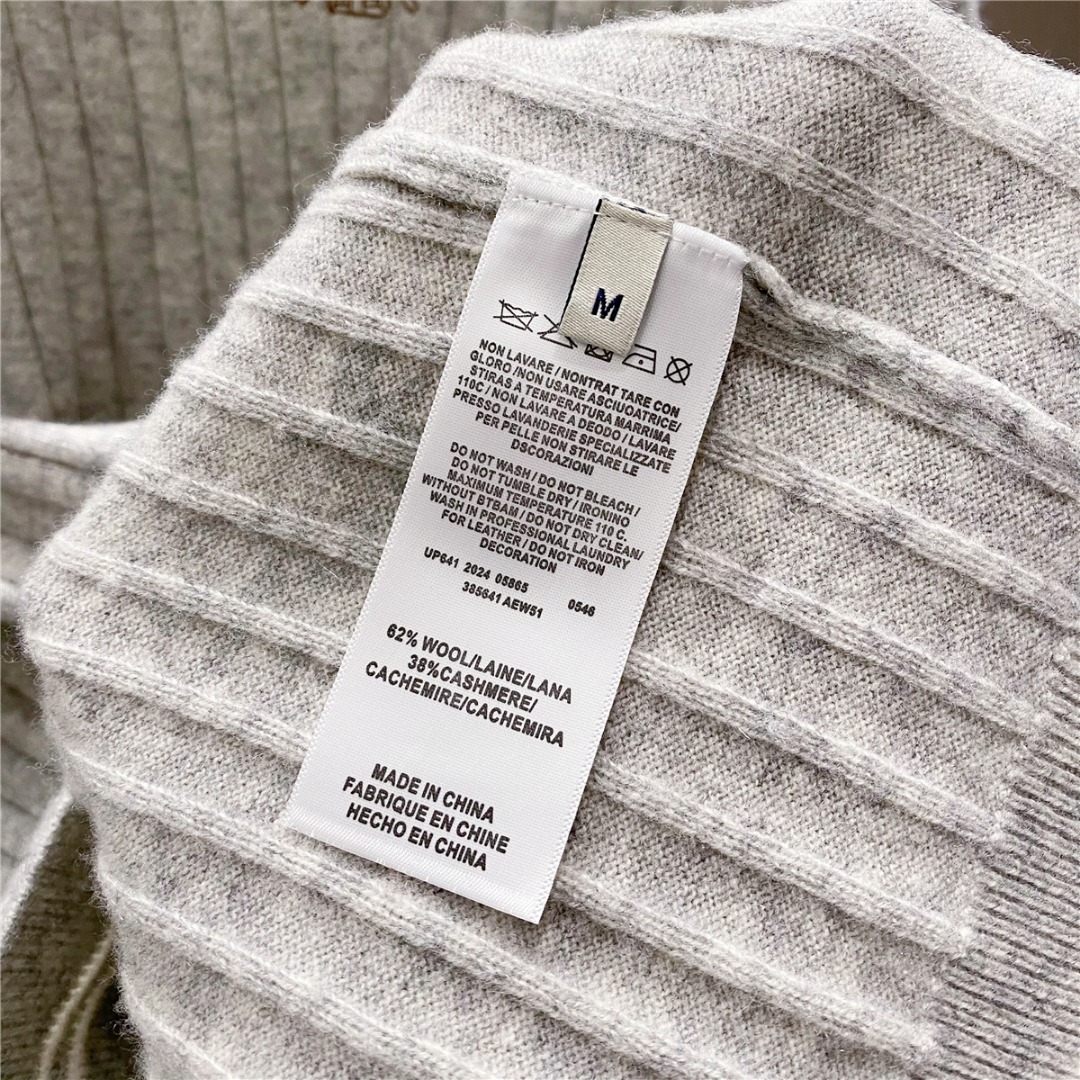 M
NON LAVARE / NONTRAT TARE CON
GLORO /NON USARE ASCIUOATRICE/
STIRAS A TEMPERATURA MARRIMA
110C / NON LAVARE A DEODO / LAVARE
PRESSO LAVANDERIE SPECIALIZZATE
PER PELLE NON STIRARE LE
DSCORAZIONI
DO NOT WASH / DO NOT BLEACH /
DO NOT TUMBLE DRY / IRONINO
MAXIMUM TEMPERATURE 110 C.
WITHOUT BTBAM / DO NOT DRY CLEAN/
WASH IN PROFESSIONAL LAUNDRY
FOR LEATHER / DO NOT IRON
DECORATION
UP641 2024 05865 0546
385641 AEW51
62% WOOL/LAINE/LANA
38%CASHMERE/
CACHEMIRE/CACHEMIRA
MADE IN CHINA
FABRIQUE EN CHINE
HECHO EN CHINA